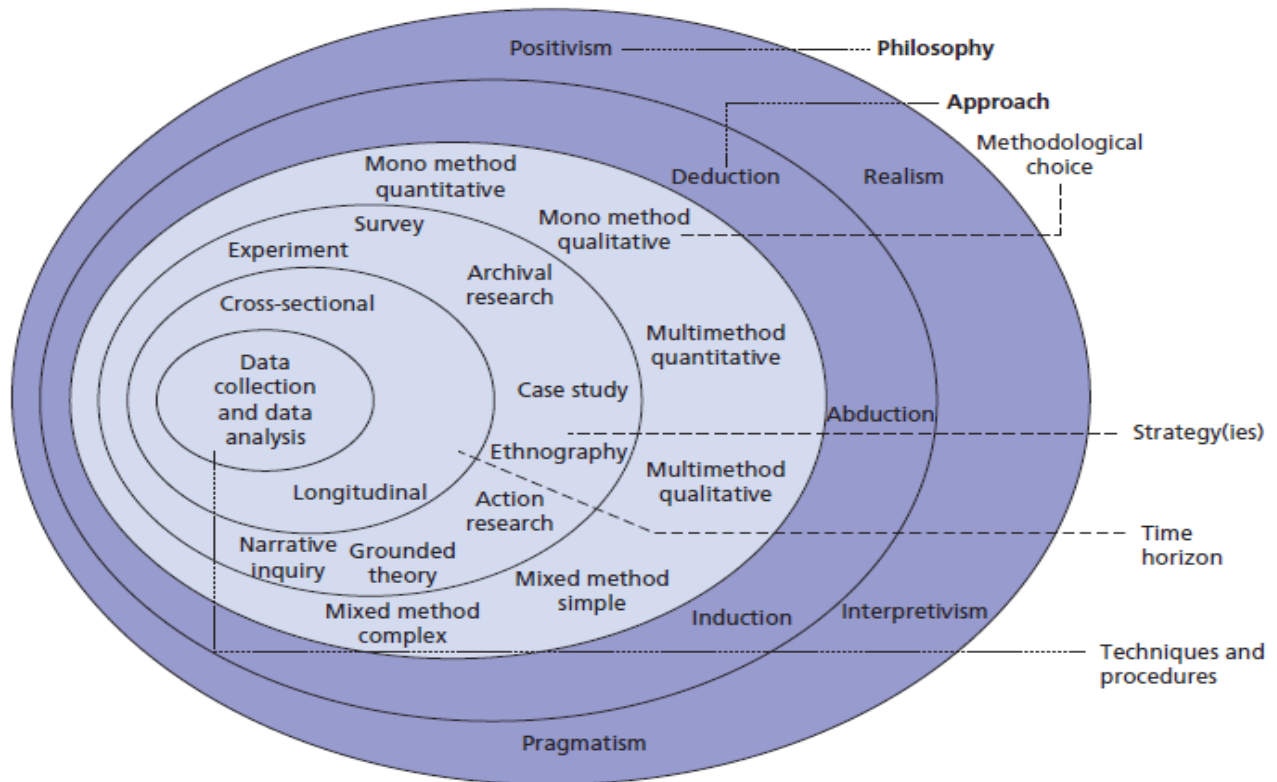 Positivism
Philosophy
Approach
Methodological
choice
Mono method
quantitative
Deduction
Realism
Mono method
qualitative
Survey
Experiment
Archival
research
Cross-sectional
Multimethod
quantitative
Data
collection
and data
analysis
Case study
Abduction
Strategy(ies)
Ethnography
Multimethod
qualitative
Longitudinal
Action
research
Time
horizon
Narrative
inquiry
Grounded
theory
Mixed method
simple
Mixed method
complex
Induction
Interpretivism
Techniques and
procedures
Pragmatism